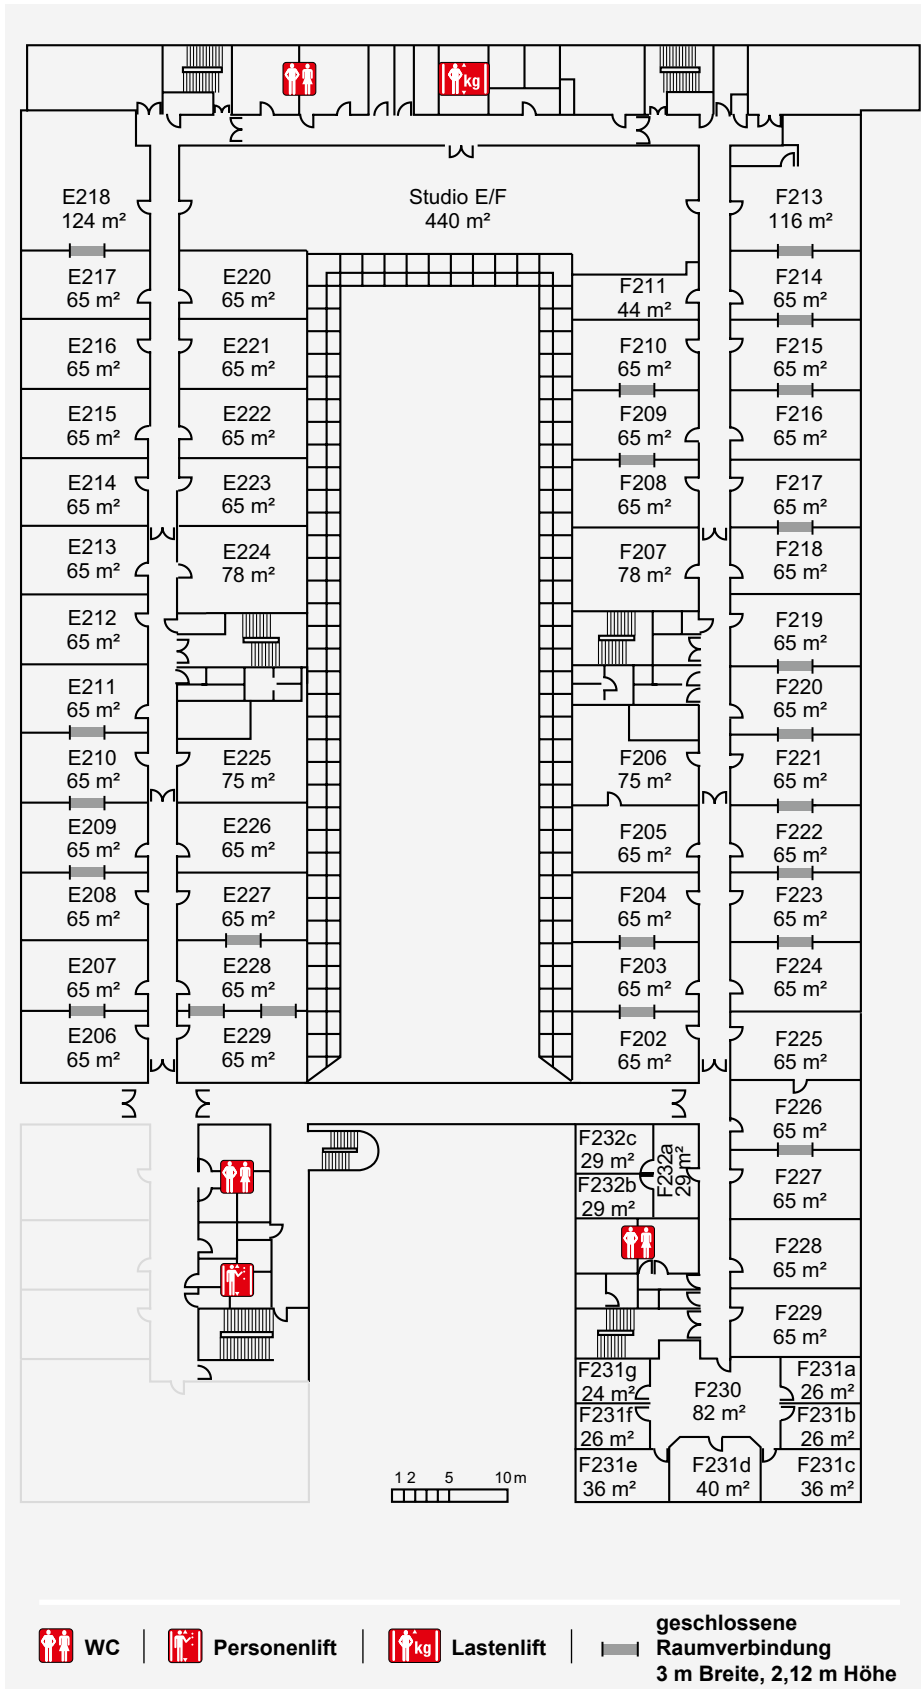 kg
E218
124 m²
Studio E/F
440 m²
F213
116 m²
E217
65 m²
E220
65 m²
F211
44 m²
F214
65 m²
E216
65 m²
E221
65 m²
F210
65 m²
F215
65 m²
E215
65 m²
E222
65 m²
F209
65 m²
F216
65 m²
E214
65 m²
E223
65 m²
F208
65 m²
F217
65 m²
E213
65 m²
E224
78 m²
F207
78 m²
F218
65 m²
E212
65 m²
F219
65 m²
E211
65 m²
F220
65 m²
E210
65 m²
E225
75 m²
F206
75 m²
F221
65 m²
E209
65 m²
E226
65 m²
F205
65 m²
F222
65 m²
E208
65 m²
E227
65 m²
F204
65 m²
F223
65 m²
E207
65 m²
E228
65 m²
F203
65 m²
F224
65 m²
E206
65 m²
E229
65 m²
F202
65 m²
F225
65 m²
F226
65 m²
F232c
29 m²
F232a
29 m²
F232b
29 m²
F227
65 m²
F228
65 m²
F229
65 m²
F231g
24 m²
F230
82 m²
F231a
26 m²
F231f
26 m²
F231b
26 m²
F231e
36 m²
F231d
40 m²
F231c
36 m²
1 2 5 10 m
WC
Personenlift
kg
Lastenlift
geschlossene
Raumverbindung
3 m Breite, 2,12 m Höhe